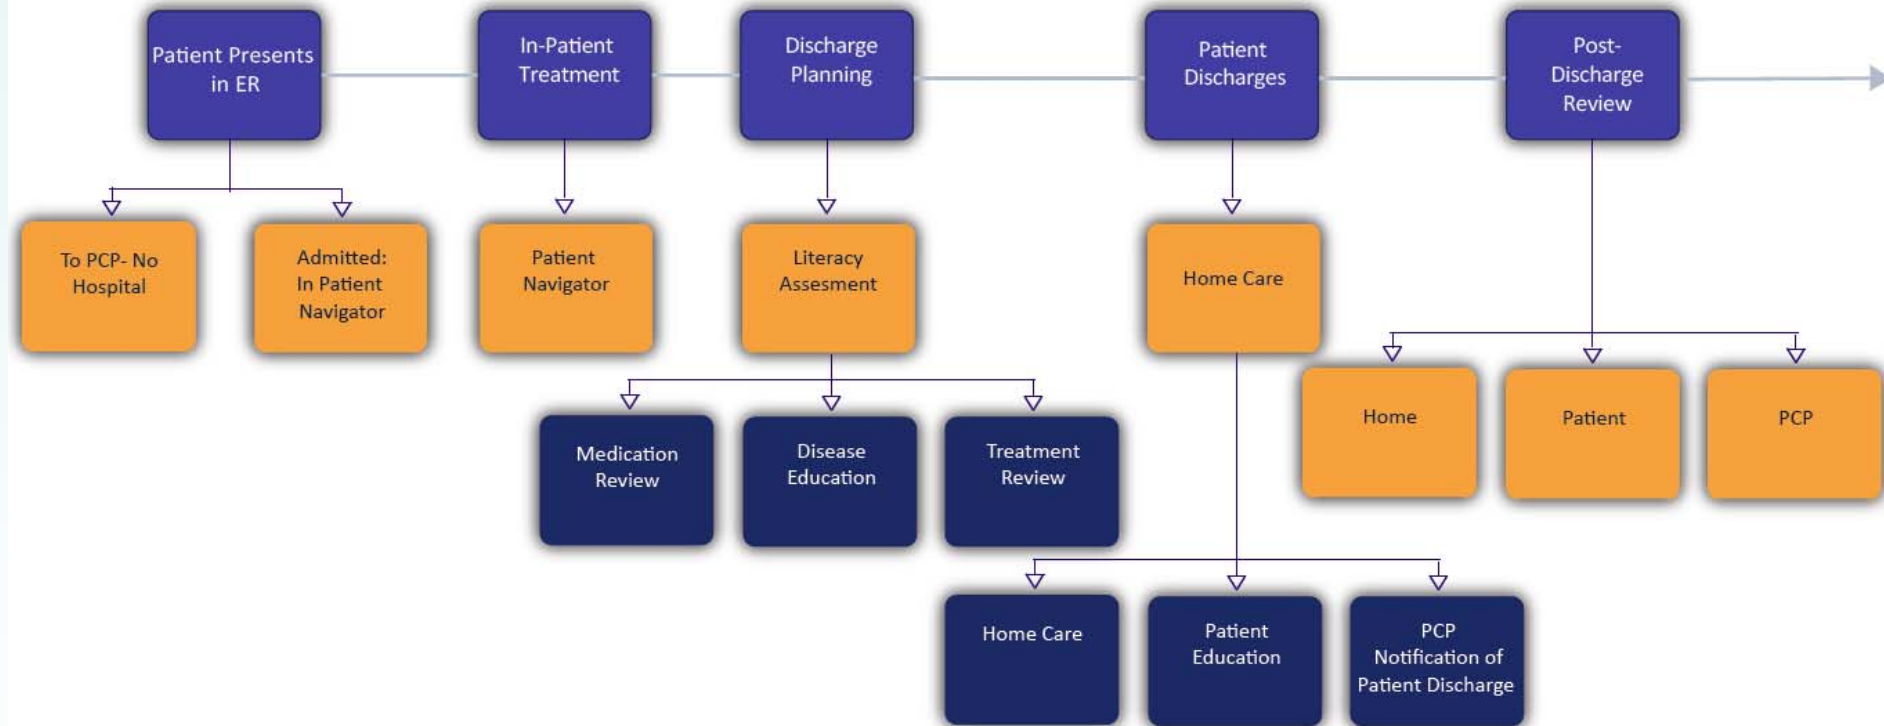 Patient Presents
in ER
In-Patient
Treatment
Discharge
Planning
Patient
Discharges
Post-
Discharge
Review
To PCP- No
Hospital
Admitted:
In Patient
Navigator
Patient
Navigator
Literacy
Assesment
Home Care
Home
Patient
PCP
Medication
Review
Disease
Education
Treatment
Review
Home Care
Patient
Education
PCP
Notification of
Patient Discharge